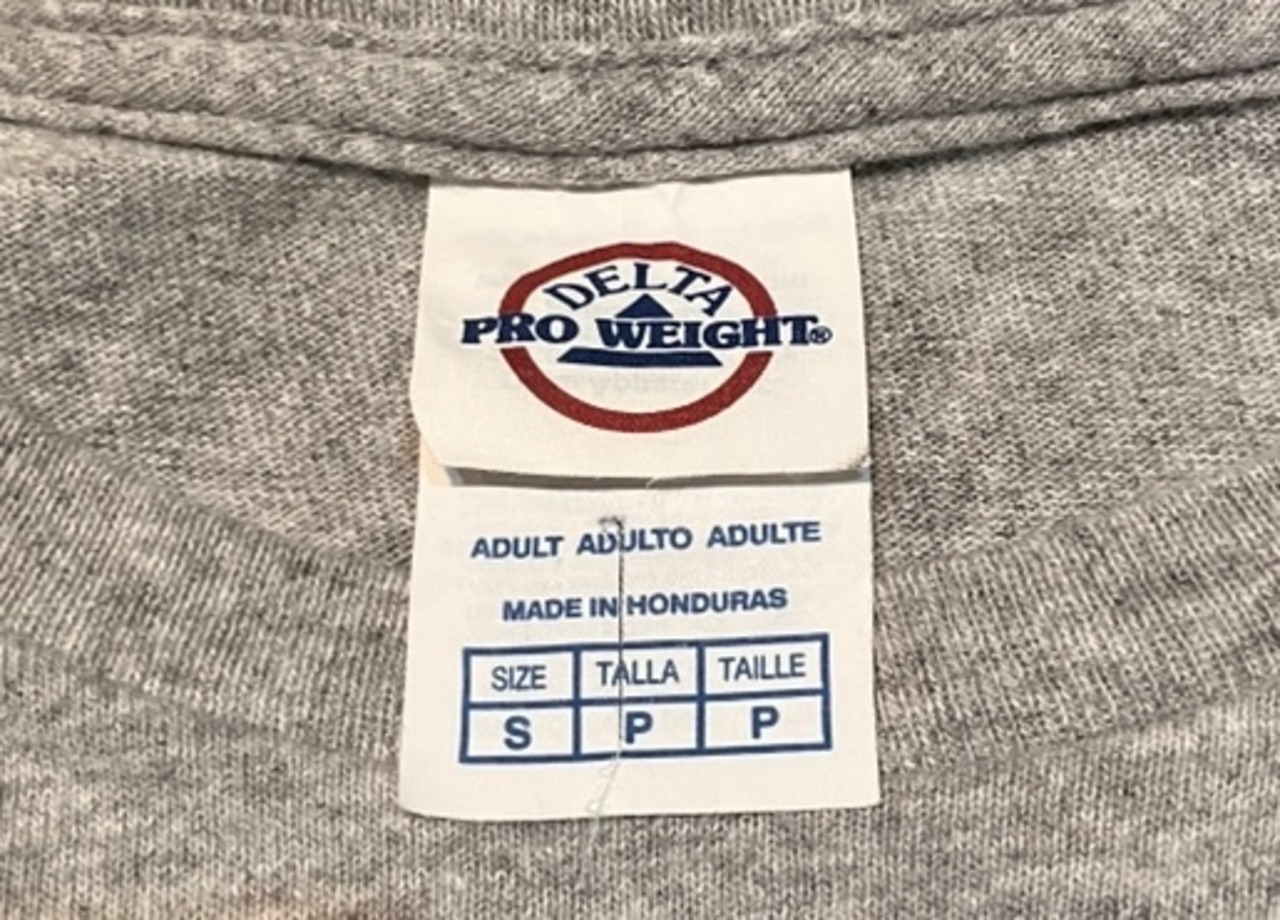 DELTA
PRO WEIGHT®
ADULT ADULTO ADULTE
MADE IN HONDURAS
SIZE TALLA TAILLE
S P P